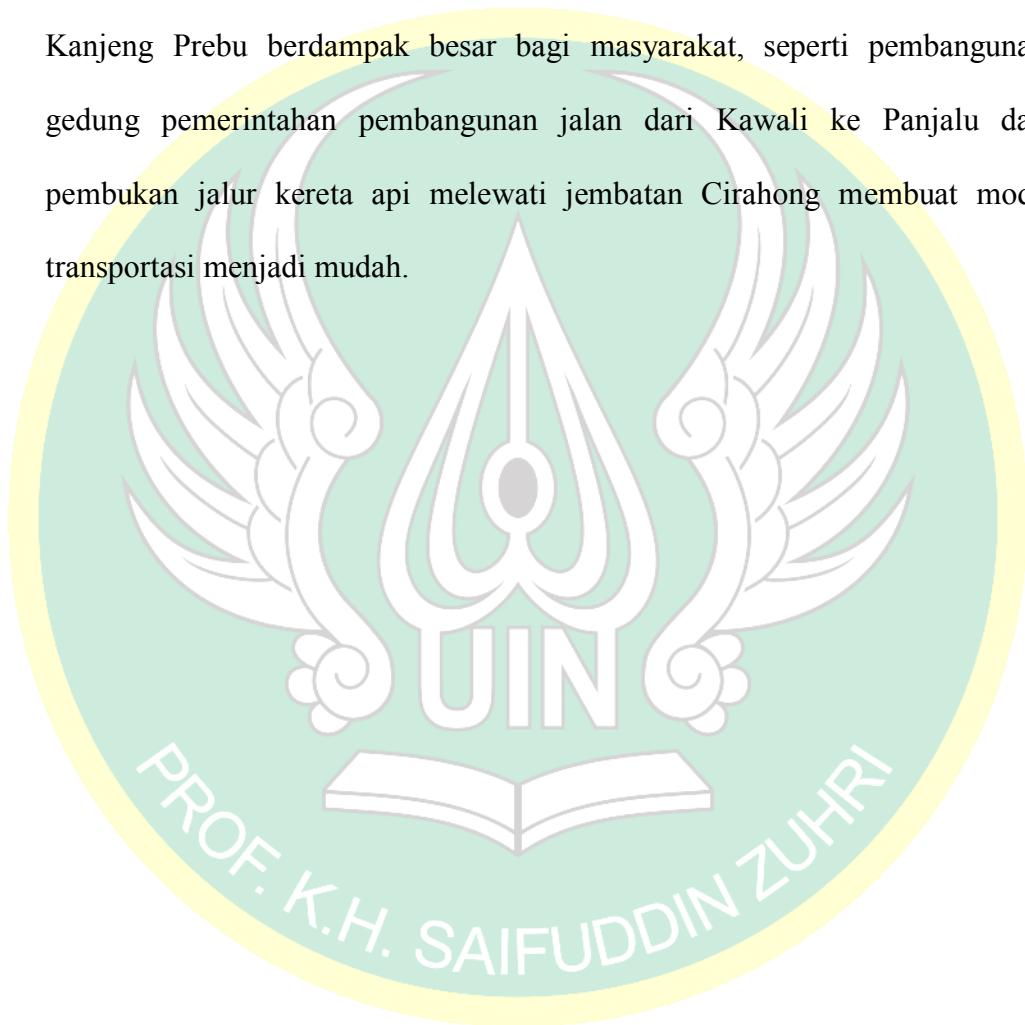 Kanjeng Prebu berdampak besar bagi masyarakat, seperti pembanguna
gedung pemerintahan pembangunan jalan dari Kawali ke Panjalu da
pembukan jalur kereta api melewati jembatan Cirahong membuat mod
transportasi menjadi mudah.
UIN
PROF. K.H. SAIFUDDIN ZUHRI